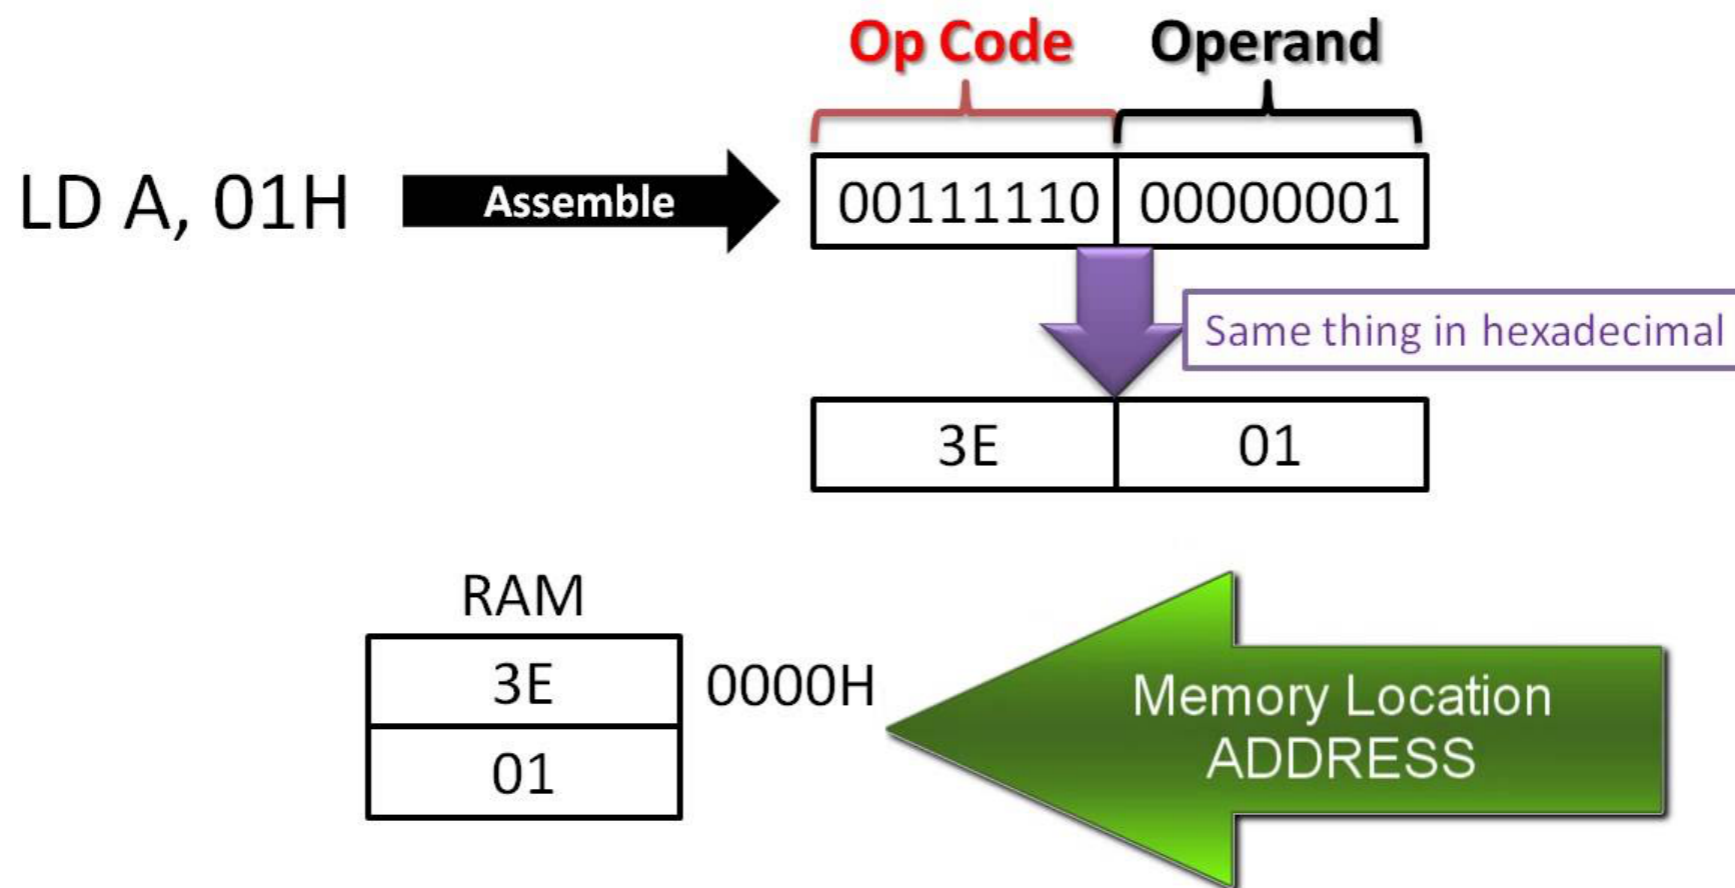 Op Code Operand
LD A, 01H Assemble 00111110 00000001
Same thing in hexadecimal
3E 01
RAM
3E 0000H
01
Memory Location
ADDRESS